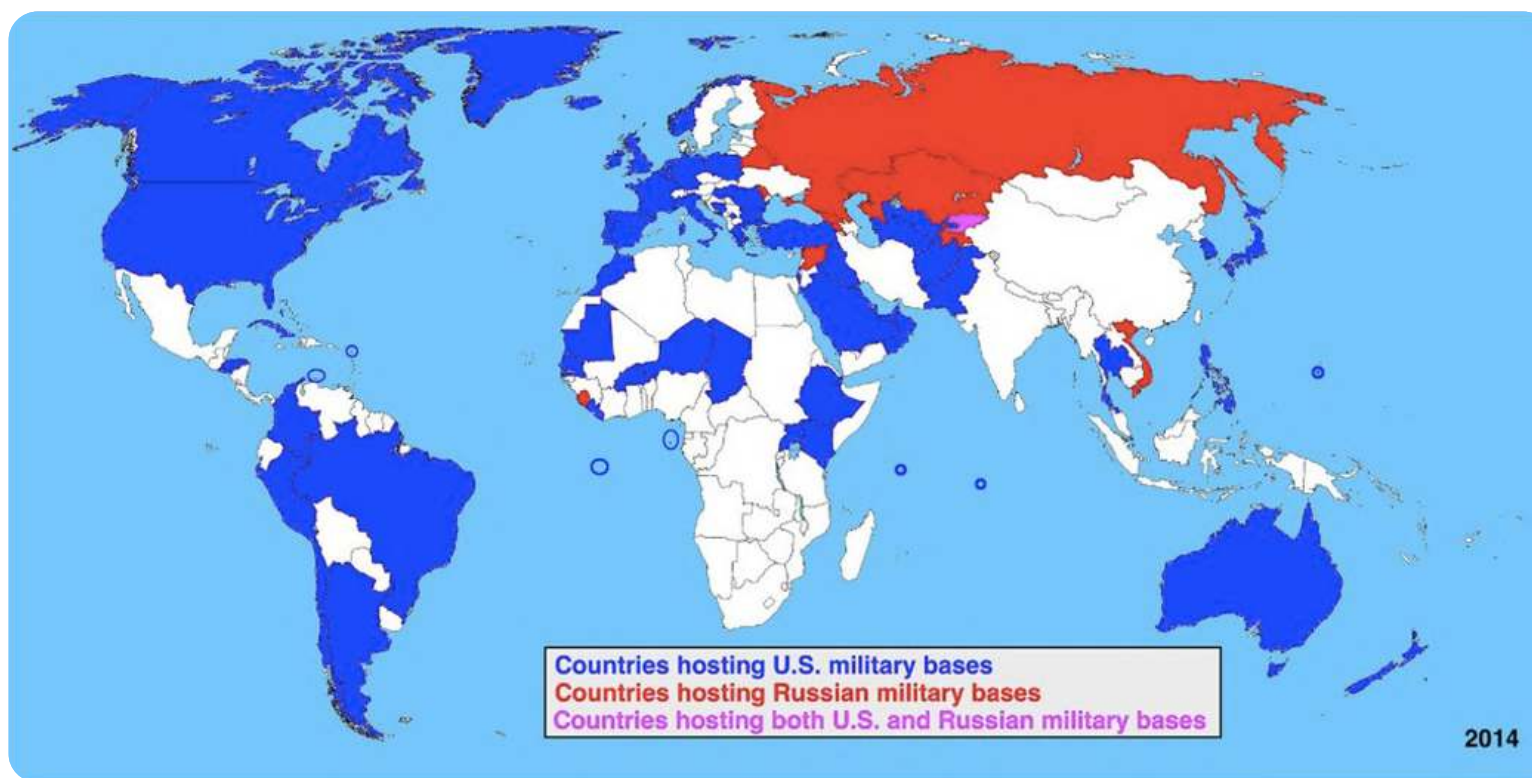 Countries hosting U.S. military bases
Countries hosting Russian military bases
Countries hosting both U.S. and Russian military bases
2014